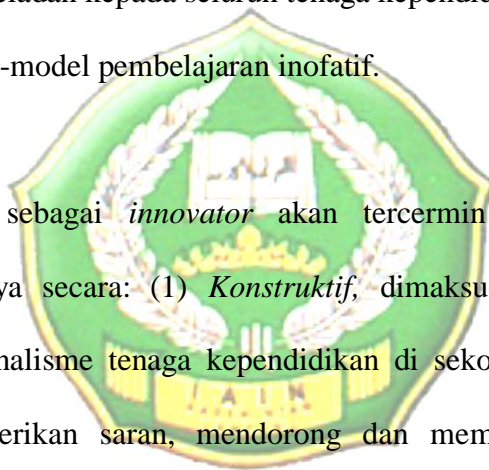 eladan kepada seluruh tenaga kependid
-model pembelajaran inofatif.
sebagai innovator akan tercermin
ya secara: (1) Konstruktif, dimaksu
nalisme tenaga kependidikan di seko
erikan saran, mendorong dan mem